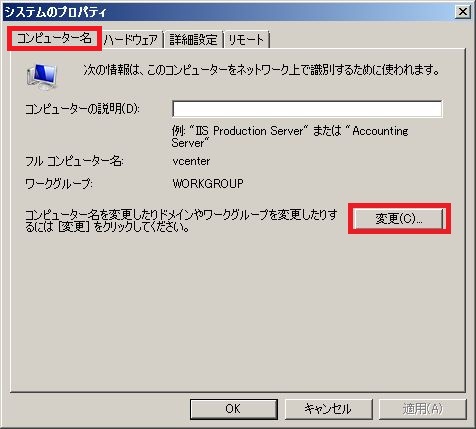 システムのプロパティ
コンピューター名 ハードウェア 詳細設定 リモート
次の情報は、このコンピューターをネットワーク上で識別するために使われます。
コンピューターの説明(D):
例: "IIS Production Server" または "Accounting
Server"
フル コンピューター名: vcenter
ワークグループ: WORKGROUP
コンピューター名を変更したりドメインやワークグループを変更したりす
るには [変更] をクリックしてください。
変更(C)...
OK キャンセル 適用(A)